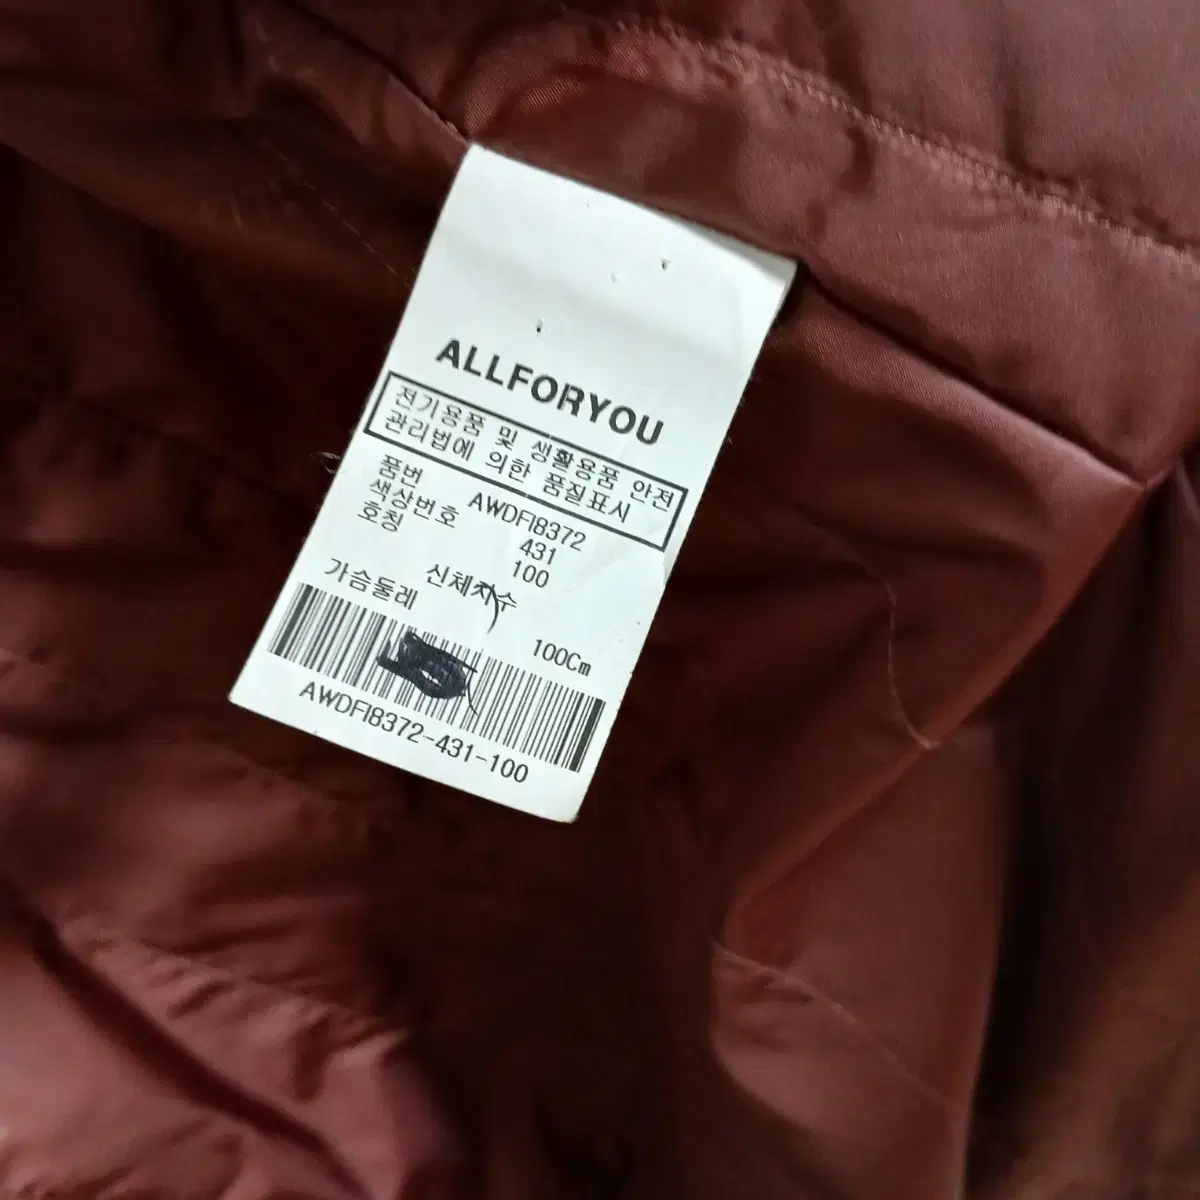 ALLFORYOU
전기용품 및 생활용품 안전
관리법에 의한 품질표시
품번 AWDFI8372
색상번호 431
호칭 100
신체치수
가슴둘레 100Cm
AWDFI8372-431-100